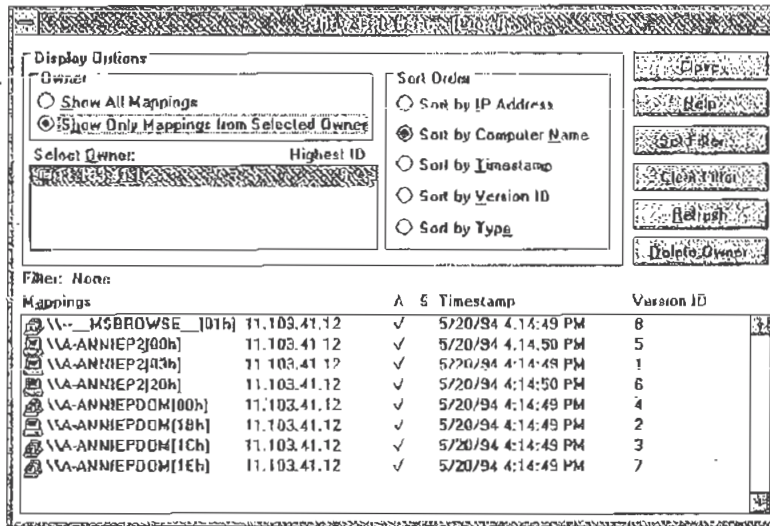 Display Options
Owner
Show All Mappings
Show Only Mappings from Selected Owner
Select Owner: Highest ID
Sort Order
Sort by IP Address
Sort by Computer Name
Sort by Timestamp
Sort by Version ID
Sort by Type
Close
Help
Set Filter
Clear Filter
Refresh
Delete Owner
Filter: None
Mappings A S Timestamp Version ID
\\--__MSBROWSE__[01h] 11.103.41.12 √ 5/20/94 4:14:49 PM 8
\\A-ANNIEP2[00h] 11.103.41.12 √ 5/20/94 4:14:50 PM 5
\\A-ANNIEP2[03h] 11.103.41.12 √ 5/20/94 4:14:49 PM 1
\\A-ANNIEP2[20h] 11.103.41.12 √ 5/20/94 4:14:50 PM 6
\\A-ANNIEPDOM[00h] 11.103.41.12 √ 5/20/94 4:14:49 PM 4
\\A-ANNIEPDOM[1Bh] 11.103.41.12 √ 5/20/94 4:14:49 PM 2
\\A-ANNIEPDOM[1Ch] 11.103.41.12 √ 5/20/94 4:14:49 PM 3
\\A-ANNIEPDOM[1Eh] 11.103.41.12 √ 5/20/94 4:14:49 PM 7